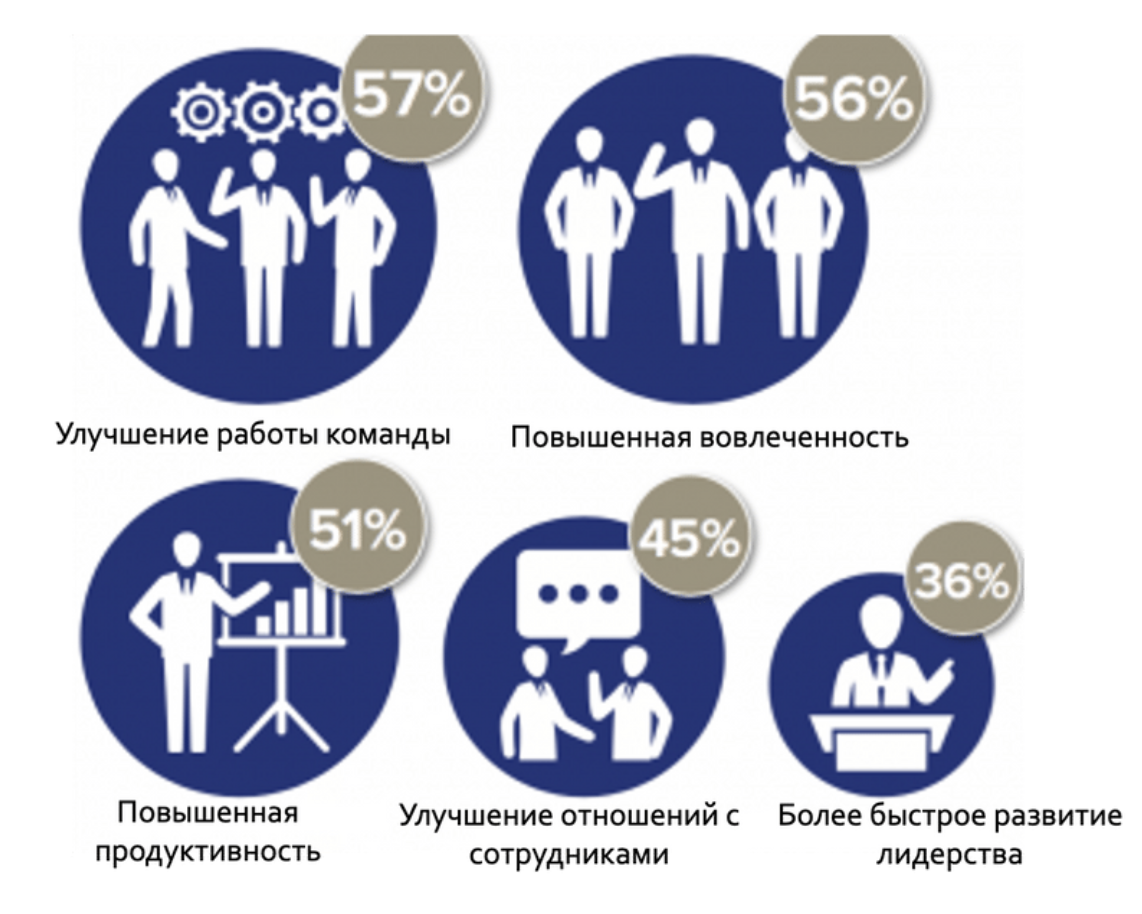 57%
56%
Улучшение работы команды
Повышенная вовлеченность
51%
45%
36%
Повышенная
продуктивность
Улучшение отношений с
сотрудниками
Более быстрое развитие
лидерства